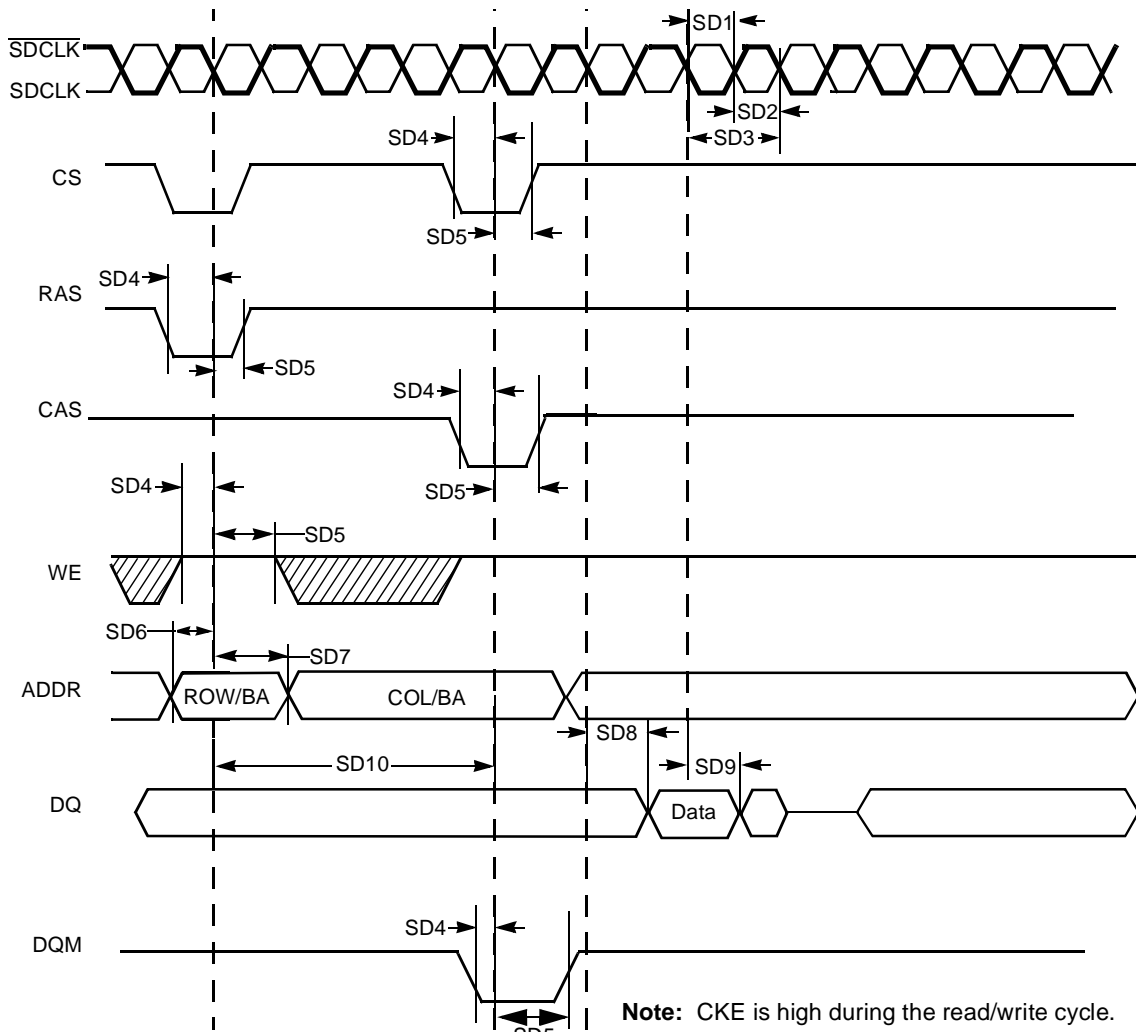 SD1
SDCLK
SDCLK
SD2
SD4
SD3
CS
SD5
SD4
RAS
SD5
SD4
CAS
SD4
SD5
SD5
WE
SD6
SD7
ADDR
ROW/BA
COL/BA
SD8
SD10
SD9
DQ
Data
SD4
DQM
Note: CKE is high during the read/write cycle.
SD5